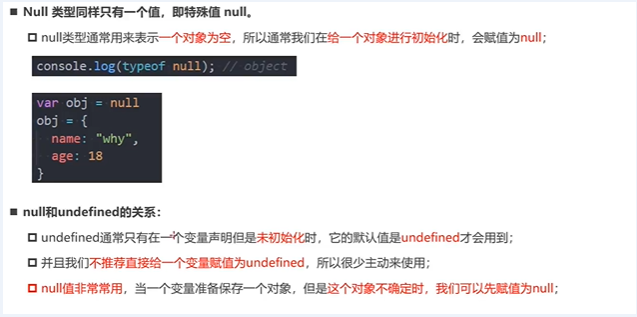 Null 类型同样只有一个值，即特殊值 null。
null类型通常用来表示一个对象为空，所以通常我们在给一个对象进行初始化时，会赋值为null；
console.log(typeof null); // object
var obj = null
obj = {
name: "why",
age: 18
}
null和undefined的关系：
undefined通常只有在一个变量声明但是未初始化时，它的默认值是undefined才会用到；
并且我们不推荐直接给一个变量赋值为undefined，所以很少主动来使用；
null值非常常用，当一个变量准备保存一个对象，但是这个对象不确定时，我们可以先赋值为null；